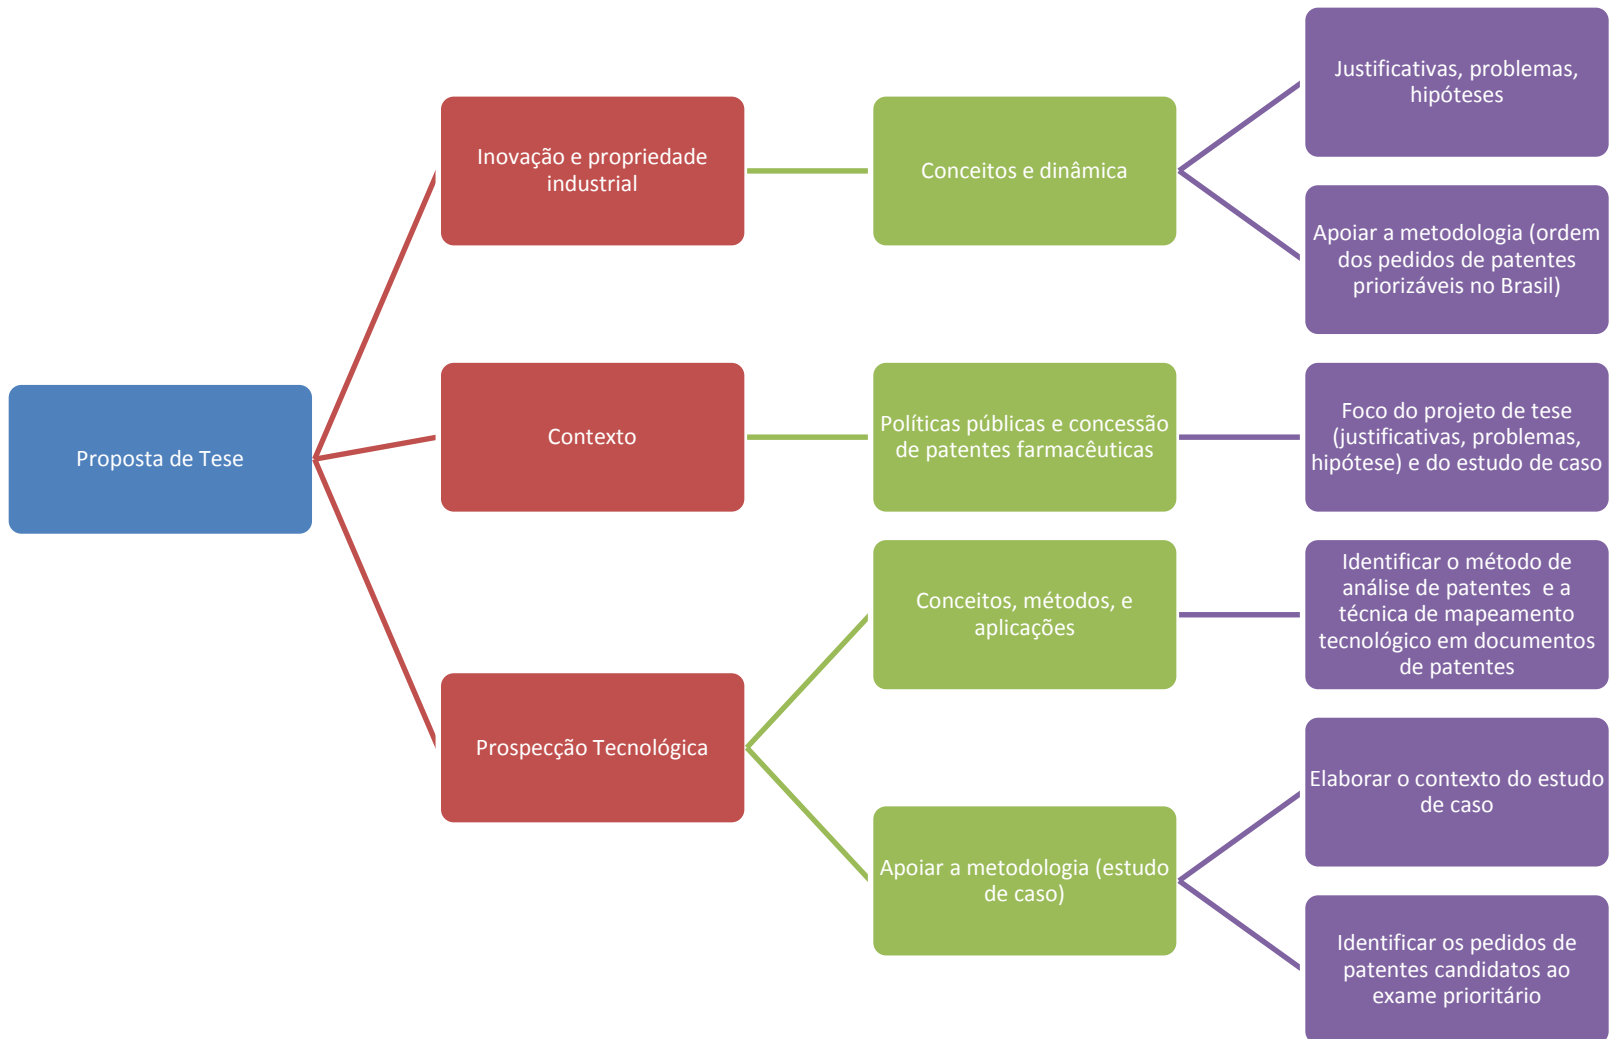 Proposta de Tese
Inovação e propriedade
industrial
Conceitos e dinâmica
Justificativas, problemas,
hipóteses
Apoiar a metodologia (ordem
dos pedidos de patentes
priorizáveis no Brasil)
Contexto
Políticas públicas e concessão
de patentes farmacêuticas
Foco do projeto de tese
(justificativas, problemas,
hipótese) e do estudo de caso
Prospecção Tecnológica
Conceitos, métodos, e
aplicações
Identificar o método de
análise de patentes e a
técnica de mapeamento
tecnológico em documentos
de patentes
Apoiar a metodologia (estudo
de caso)
Elaborar o contexto do estudo
de caso
Identificar os pedidos de
patentes candidatos ao
exame prioritário